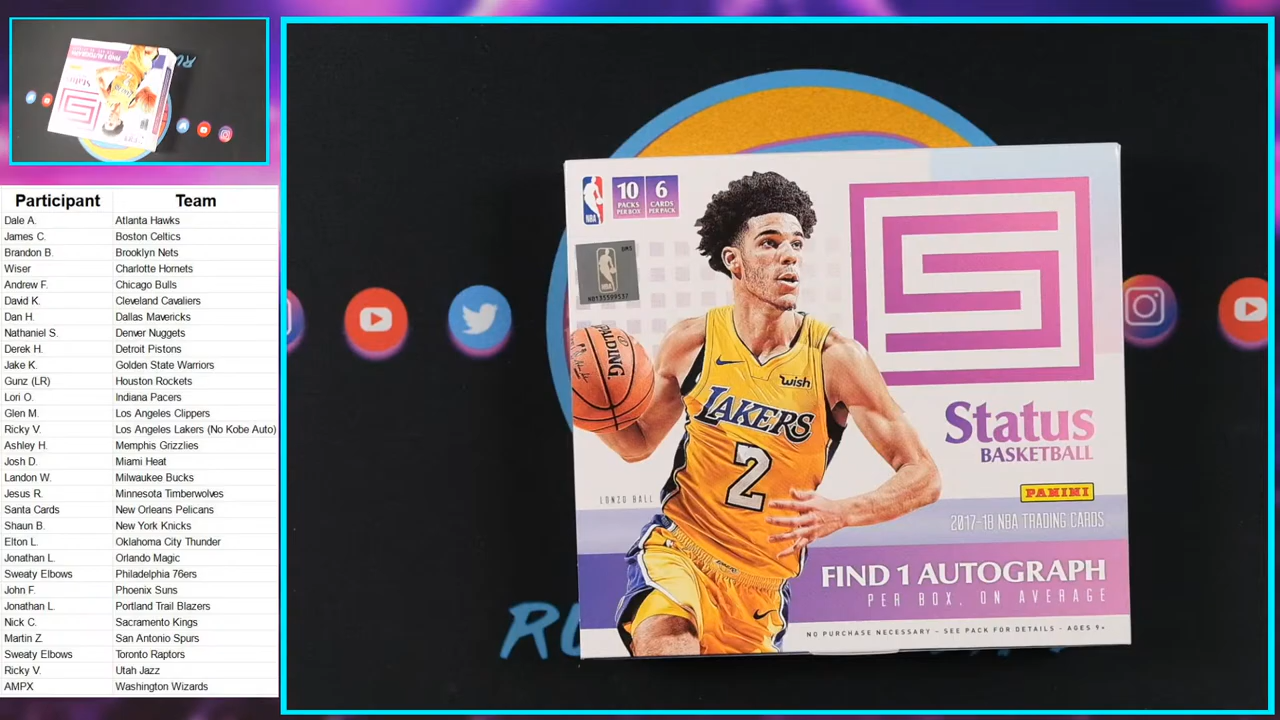 Participant Team
Dale A. Atlanta Hawks
James C. Boston Celtics
Brandon B. Brooklyn Nets
Wiser Charlotte Hornets
Andrew F. Chicago Bulls
David K. Cleveland Cavaliers
Dan H. Dallas Mavericks
Nathaniel S. Denver Nuggets
Derek H. Detroit Pistons
Jake K. Golden State Warriors
Gunz (LR) Houston Rockets
Lori O. Indiana Pacers
Glen M. Los Angeles Clippers
Ricky V. Los Angeles Lakers (No Kobe Auto)
Ashley H. Memphis Grizzlies
Josh D. Miami Heat
Landon W. Milwaukee Bucks
Jesus R. Minnesota Timberwolves
Santa Cards New Orleans Pelicans
Shaun B. New York Knicks
Elton L. Oklahoma City Thunder
Jonathan L. Orlando Magic
Sweaty Elbows Philadelphia 76ers
John F. Phoenix Suns
Jonathan L. Portland Trail Blazers
Nick C. Sacramento Kings
Martin Z. San Antonio Spurs
Sweaty Elbows Toronto Raptors
Ricky V. Utah Jazz
AMPX Washington Wizards
NBA
10 PACKS PER BOX
6 CARDS PER PACK
NBA
SPALDING
wish
LAKERS
2
LONZO BALL
S
Status
BASKETBALL
PANINI
2017-18 NBA TRADING CARDS
FIND 1 AUTOGRAPH
PER BOX, ON AVERAGE
NO PURCHASE NECESSARY – SEE PACK FOR DETAILS – AGES 9+